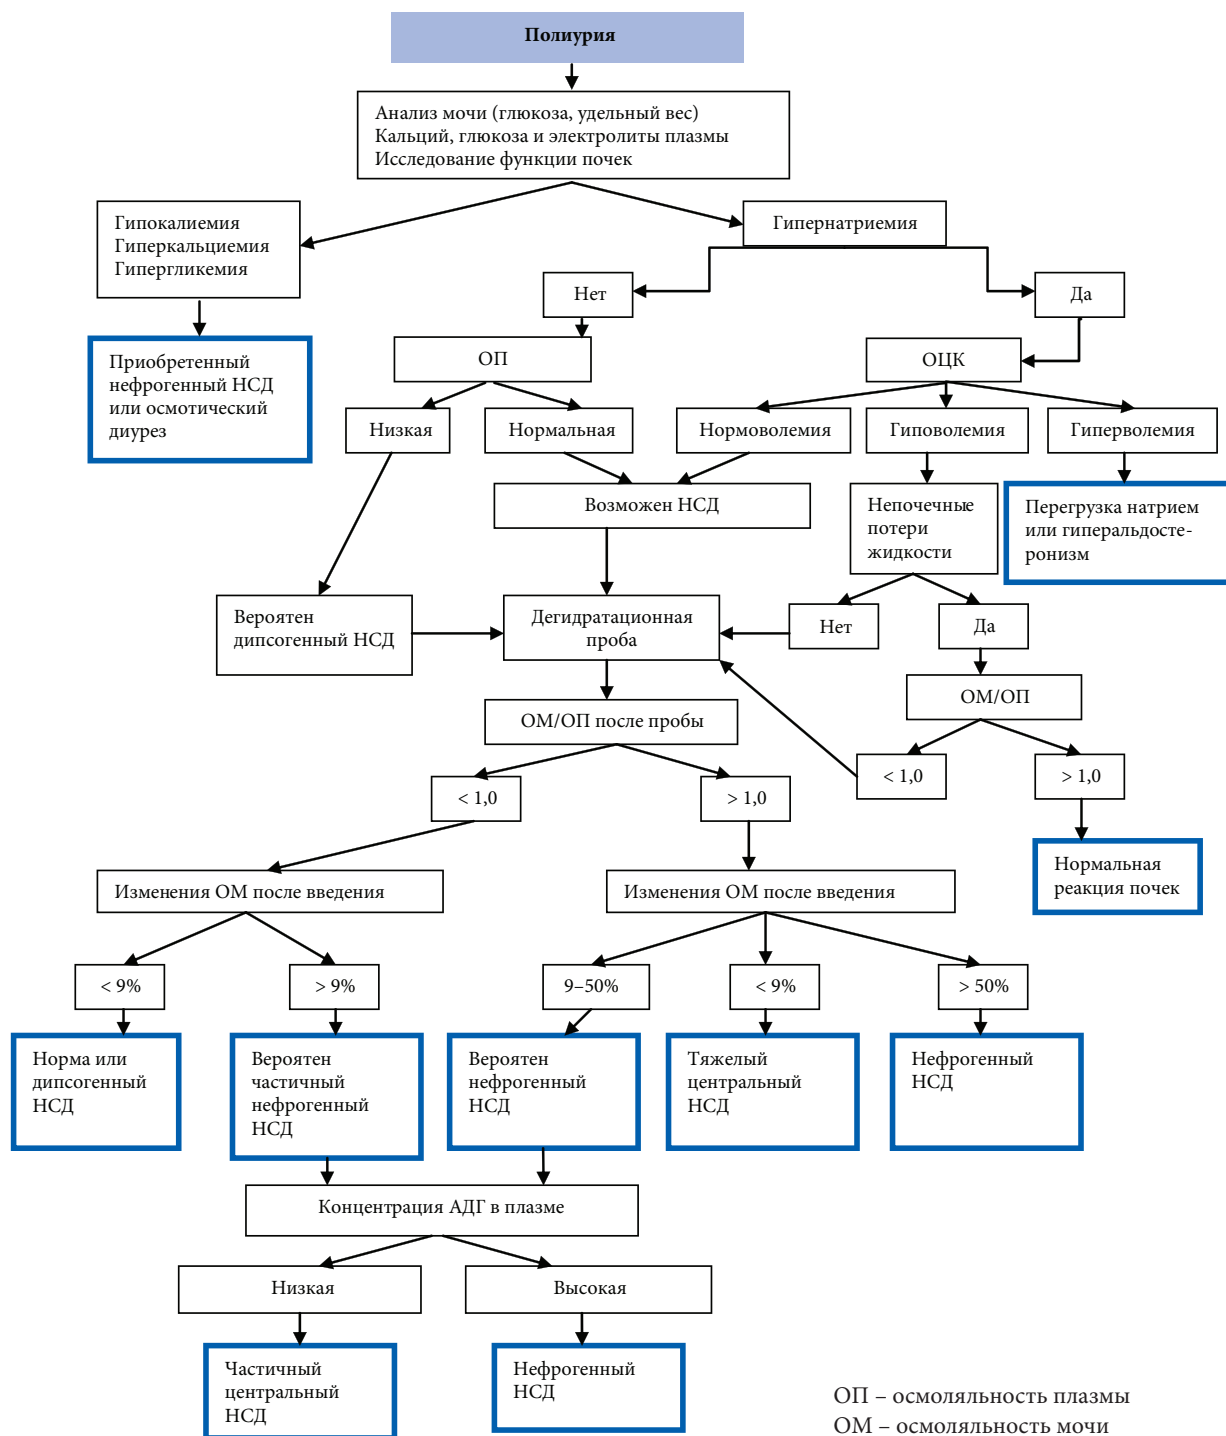 Полиурия
Анализ мочи (глюкоза, удельный вес)
Кальций, глюкоза и электролиты плазмы
Исследование функции почек
Гипокалиемия
Гиперкальциемия
Гипергликемия
Гипернатриемия
Нет
Да
Приобретенный
нефрогенный НСД
или осмотический
диурез
ОП
ОЦК
Низкая
Нормальная
Нормоволемия
Гиповолемия
Гиперволемия
Возможен НСД
Непочечные
потери
жидкости
Перегрузка натрием
или гиперальдосте-
ронизм
Вероятен
дипсогенный НСД
Дегидратационная
проба
Нет
Да
ОМ/ОП после пробы
ОМ/ОП
< 1,0
> 1,0
< 1,0
> 1,0
Изменения ОМ после введения
Изменения ОМ после введения
Нормальная
реакция почек
< 9%
> 9%
9–50%
< 9%
> 50%
Норма или
дипсогенный
НСД
Вероятен
частичный
нефрогенный
НСД
Вероятен
нефрогенный
НСД
Тяжелый
центральный
НСД
Нефрогенный
НСД
Концентрация АДГ в плазме
Низкая
Высокая
Частичный
центральный
НСД
Нефрогенный
НСД
ОП – осмоляльность плазмы
ОМ – осмоляльность мочи